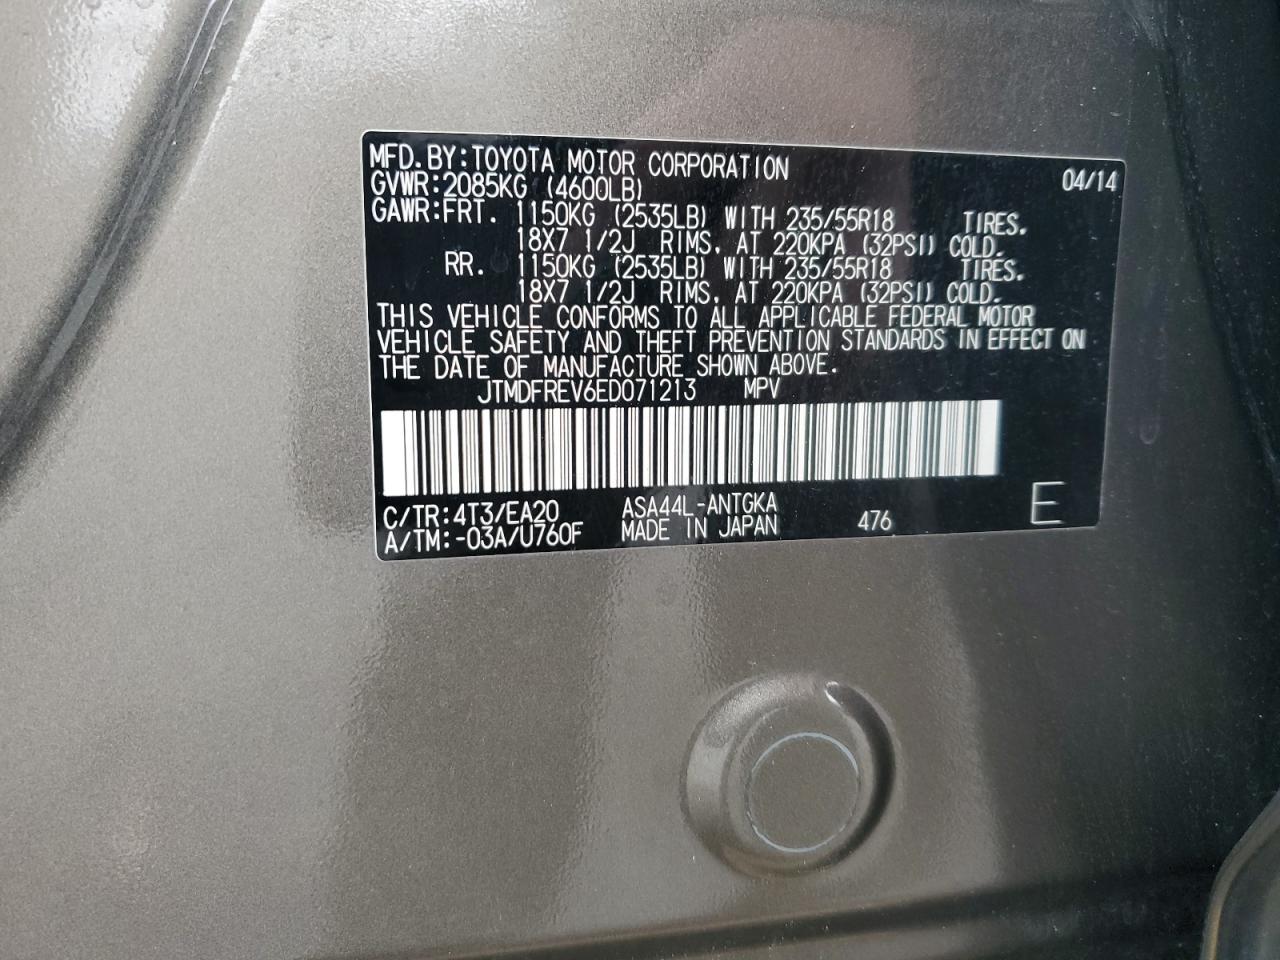 MFD.BY:TOYOTA MOTOR CORPORATION 04/14
GVWR:2085KG (4600LB)
GAWR:FRT. 1150KG (2535LB) WITH 235/55R18 TIRES.
18X7 1/2J RIMS, AT 220KPA (32PSI) COLD.
RR. 1150KG (2535LB) WITH 235/55R18 TIRES.
18X7 1/2J RIMS, AT 220KPA (32PSI) COLD.
THIS VEHICLE CONFORMS TO ALL APPLICABLE FEDERAL MOTOR
VEHICLE SAFETY AND THEFT PREVENTION STANDARDS IN EFFECT ON
THE DATE OF MANUFACTURE SHOWN ABOVE.
JTMDFREV6ED071213 MPV
C/TR:4T3/EA20 ASA44L-ANTGKA
A/TM:-03A/U760F MADE IN JAPAN 476 E